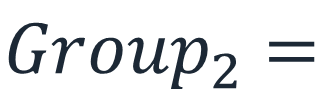 Group₂ =